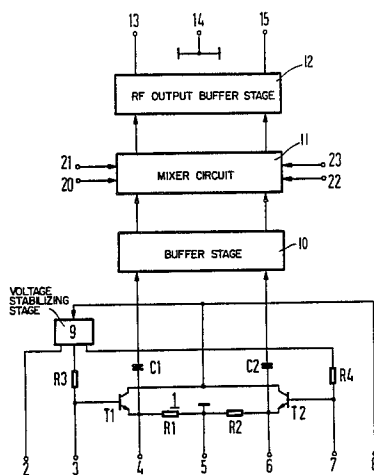 13 14 15
12
RF OUTPUT BUFFER STAGE
11
21 23
MIXER CIRCUIT
20 22
BUFFER STAGE
10
VOLTAGE
STABILIZING
STAGE
9
C1 C2
R3 R4
T1 1 T2
R1 R2
2 3 4 5 6 7 8